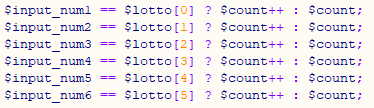 $input_num1 == $lotto[0] ? $count++ : $count;
$input_num2 == $lotto[1] ? $count++ : $count;
$input_num3 == $lotto[2] ? $count++ : $count;
$input_num4 == $lotto[3] ? $count++ : $count;
$input_num5 == $lotto[4] ? $count++ : $count;
$input_num6 == $lotto[5] ? $count++ : $count;